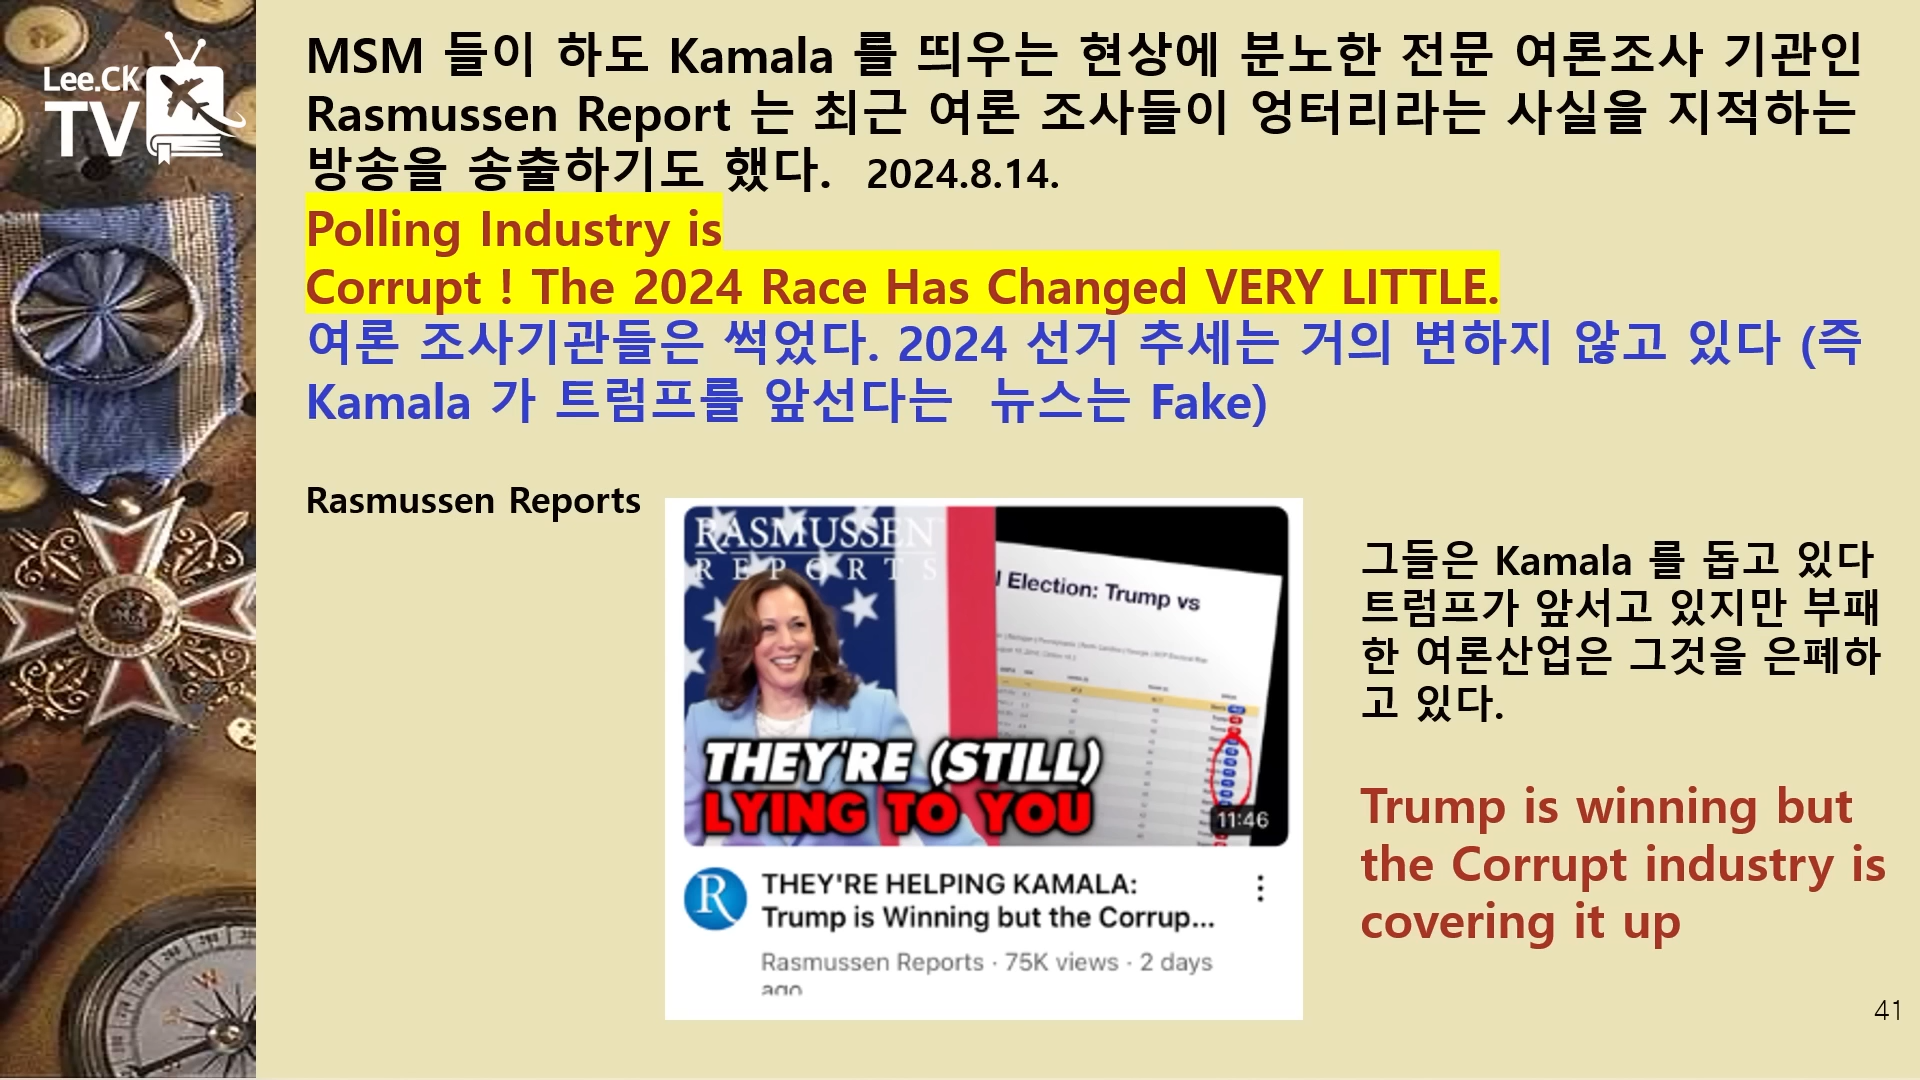 Lee.CK
TV
MSM 들이 하도 Kamala 를 띄우는 현상에 분노한 전문 여론조사 기관인
Rasmussen Report 는 최근 여론 조사들이 엉터리라는 사실을 지적하는
방송을 송출하기도 했다. 2024.8.14.
Polling Industry is
Corrupt ! The 2024 Race Has Changed VERY LITTLE.
여론 조사기관들은 썩었다. 2024 선거 추세는 거의 변하지 않고 있다 (즉
Kamala 가 트럼프를 앞선다는 뉴스는 Fake)
Rasmussen Reports
RASMUSSEN
REPORTS
l Election: Trump vs
THEY'RE (STILL)
LYING TO YOU
11:46
R
THEY'RE HELPING KAMALA:
Trump is Winning but the Corrup...
Rasmussen Reports · 75K views · 2 days
ago
그들은 Kamala 를 돕고 있다
트럼프가 앞서고 있지만 부패
한 여론산업은 그것을 은폐하
고 있다.
Trump is winning but
the Corrupt industry is
covering it up
41